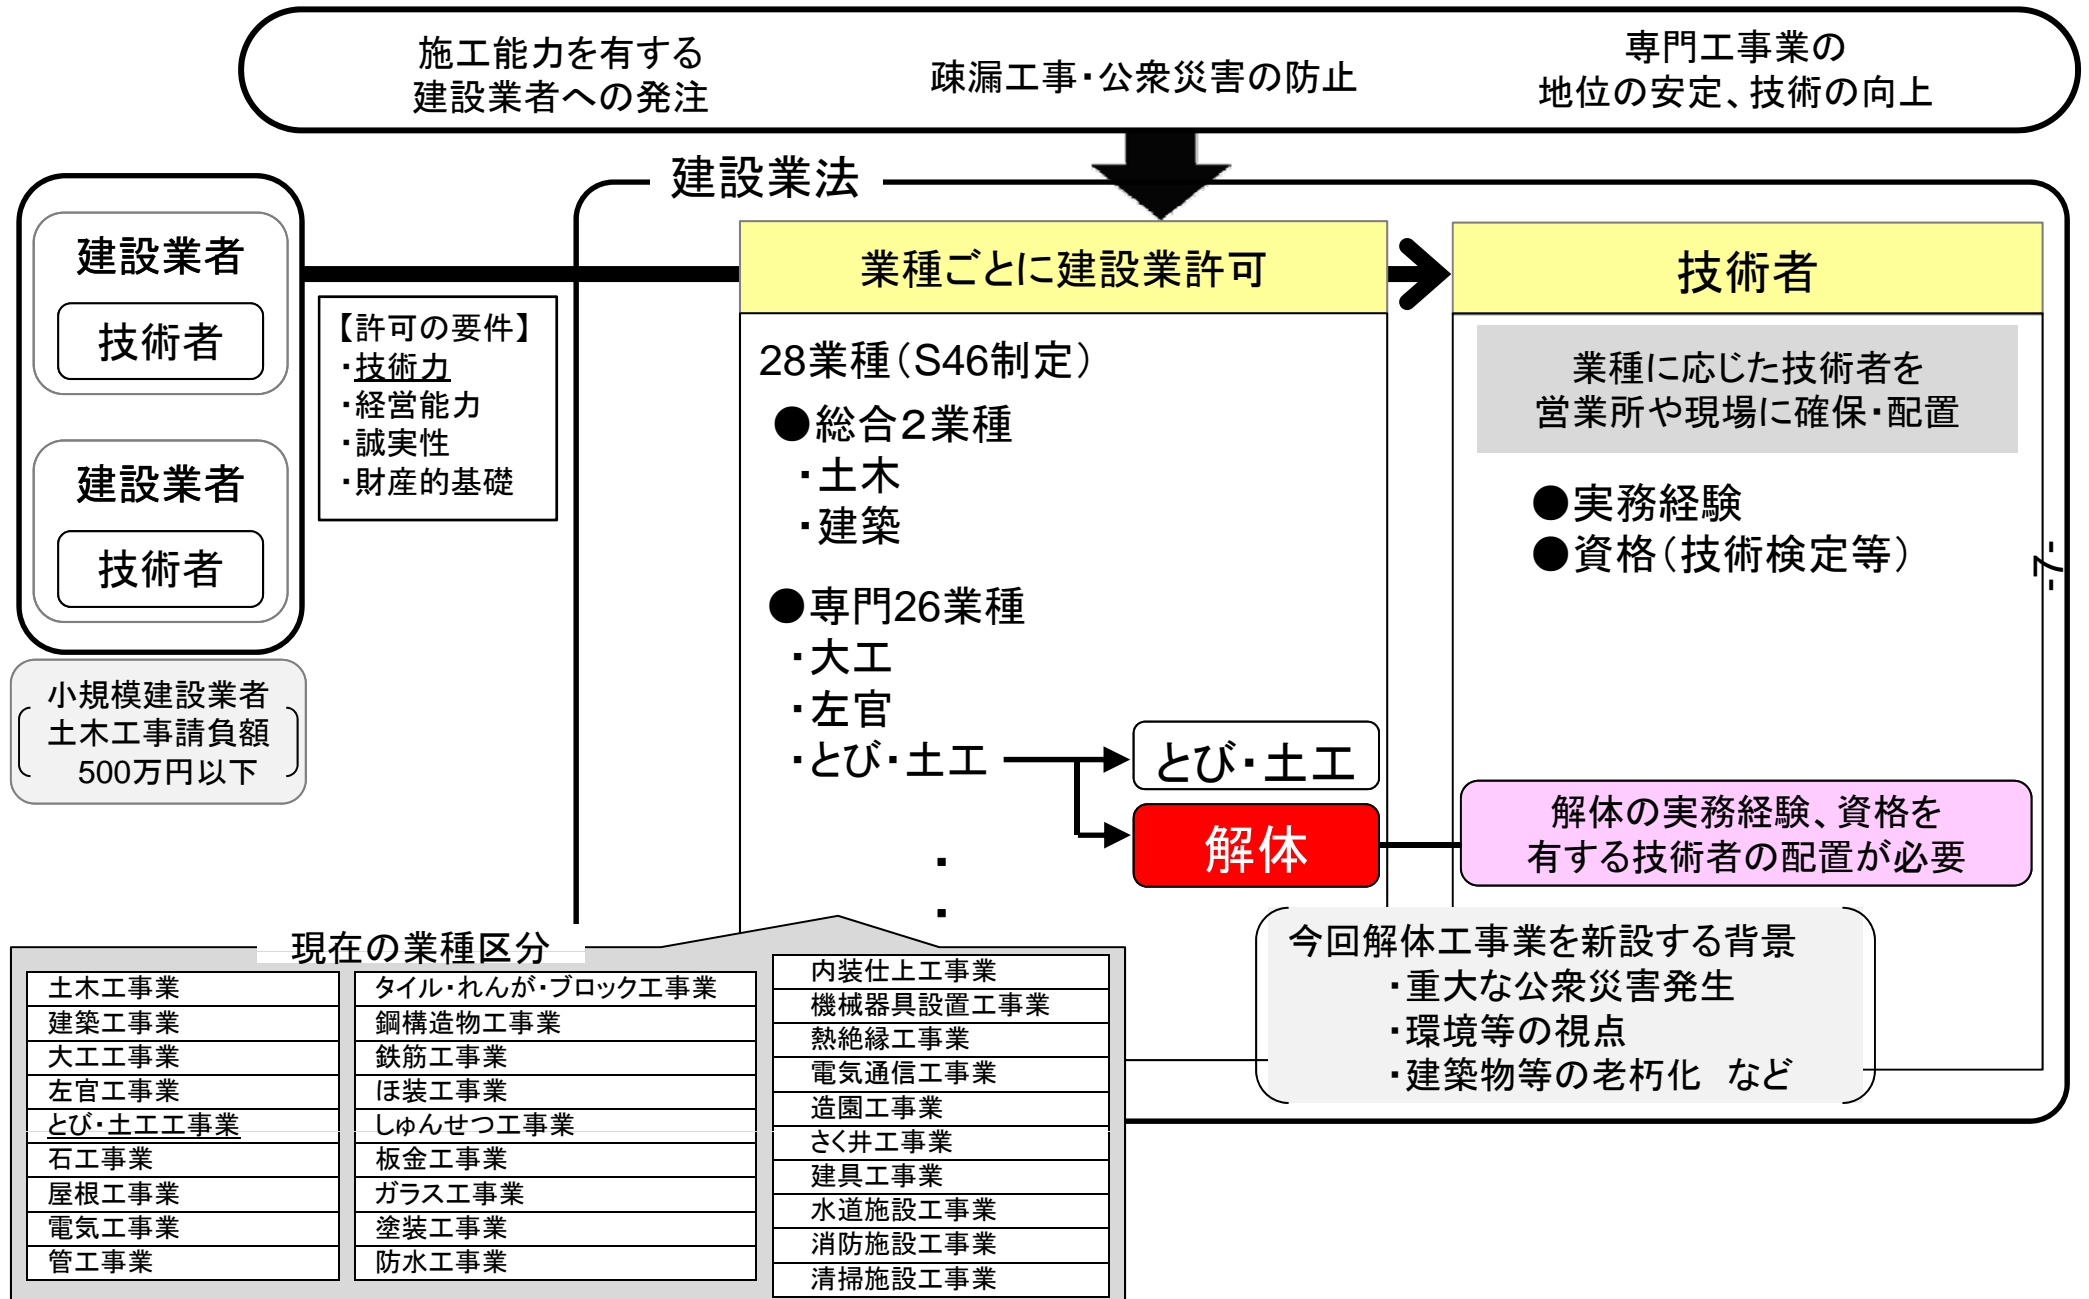 施工能力を有する
建設業者への発注
疎漏工事・公衆災害の防止
専門工事業の
地位の安定、技術の向上
建設業法
建設業者
技術者
建設業者
技術者
小規模建設業者
土木工事請負額
500万円以下
【許可の要件】
・技術力
・経営能力
・誠実性
・財産的基礎
業種ごとに建設業許可
28業種（S46制定）
●総合２業種
・土木
・建築
●専門26業種
・大工
・左官
・とび・土工
とび・土工
解体
・
・
技術者
業種に応じた技術者を
営業所や現場に確保・配置
●実務経験
●資格（技術検定等）
解体の実務経験、資格を
有する技術者の配置が必要
今回解体工事業を新設する背景
・重大な公衆災害発生
・環境等の視点
・建築物等の老朽化　など
-7-
現在の業種区分
土木工事業
建築工事業
大工工事業
左官工事業
とび・土工工事業
石工事業
屋根工事業
電気工事業
管工事業
タイル・れんが・ブロック工事業
鋼構造物工事業
鉄筋工事業
ほ装工事業
しゅんせつ工事業
板金工事業
ガラス工事業
塗装工事業
防水工事業
内装仕上工事業
機械器具設置工事業
熱絶縁工事業
電気通信工事業
造園工事業
さく井工事業
建具工事業
水道施設工事業
消防施設工事業
清掃施設工事業